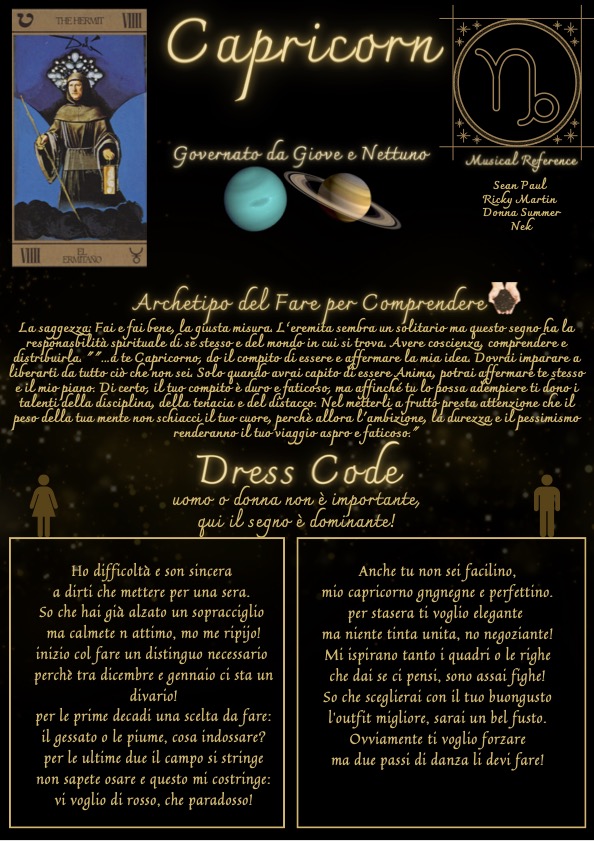 THE HERMIT VIIII
VIIII EL ERMITAÑO
Capricorn
Governato da Giove e Nettuno
Musical Reference
Sean Paul
Ricky Martin
Donna Summer
Nek
Archetipo del Fare per Comprendere
La saggezza: Fai e fai bene, la giusta misura. L'eremita sembra un solitario ma questo segno ha la
responasbilità spirituale di se stesso e del mondo in cui si trova. Avere coscienza, comprendere e
distribuirla. ""...d te Capricorno, do il compito di essere e affermare la mia idea. Dovrdi imparare a
liberarti da tutto ciò che non sei. Solo quando avrai capito di essere Anima, potrai affermare te stesso
e il mio piano. Di certo, il tuo compito è duro e faticoso, ma affinché tu lo possa adempiere ti dono i
talenti della disciplina, della tenacia e del distacco. Nel metterli a frutto presta attenzione che il
peso della tua mente non schiacci il tuo cuore, perchè allora l'ambizione, la durezza e il pessimismo
renderanno il tuo viaggio aspro e faticoso."
Dress Code
uomo o donna non è importante,
qui il segno è dominante!
Ho difficoltà e son sincera
a dirti che mettere per una sera.
So che hai già alzato un sopracciglio
ma calmete n attimo, mo me ripijo!
inizio col fare un distinguo necessario
perchè tra dicembre e gennaio ci sta un
divario!
per le prime decadi una scelta da fare:
il gessato o le piume, cosa indossare?
per le ultime due il campo si stringe
non sapete osare e questo mi costringe:
vi voglio di rosso, che paradosso!
Anche tu non sei facilino,
mio capricorno gngnegne e perfettino.
per stasera ti voglio elegante
ma niente tinta unita, no negoziante!
Mi ispirano tanto i quadri o le righe
che dai se ci pensi, sono assai fighe!
So che sceglierai con il tuo buongusto
l'outfit migliore, sarai un bel fusto.
Ovviamente ti voglio forzare
ma due passi di danza li devi fare!